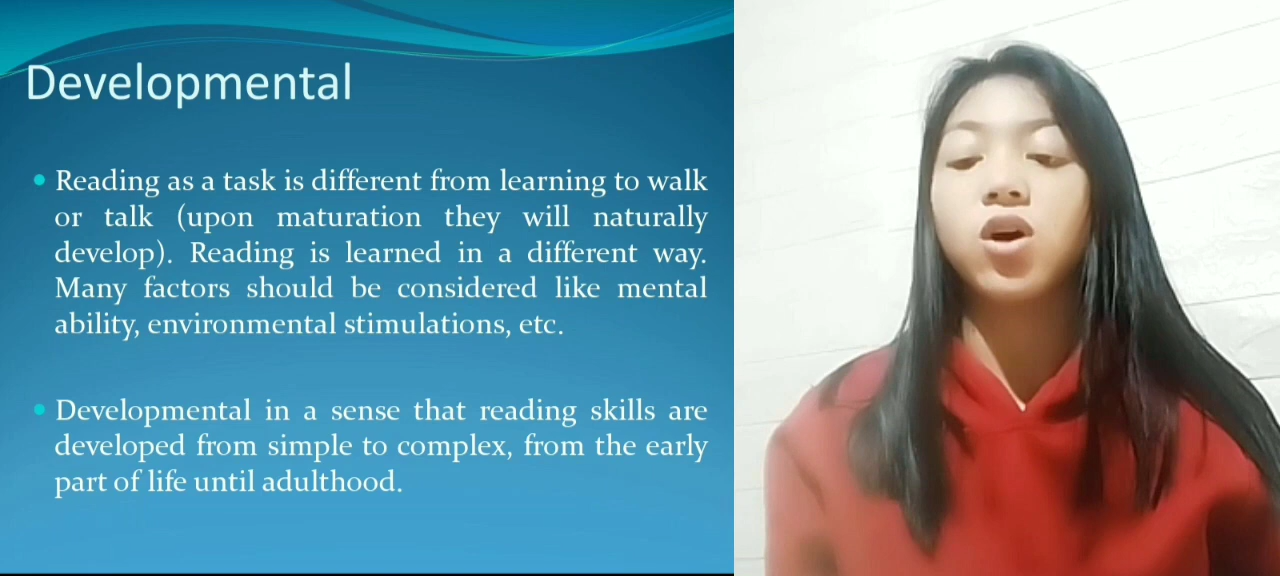 Developmental
Reading as a task is different from learning to walk
or talk (upon maturation they will naturally
develop). Reading is learned in a different way.
Many factors should be considered like mental
ability, environmental stimulations, etc.
Developmental in a sense that reading skills are
developed from simple to complex, from the early
part of life until adulthood.